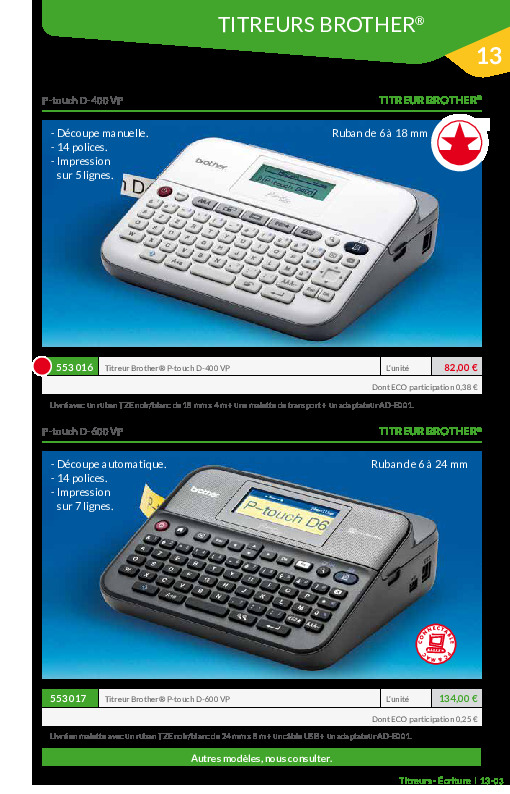 TITREURS BROTHER®
13
P-touch D-400 VP
TITREUR BROTHER®
- Découpe manuelle.
- 14 polices.
- Impression
sur 5 lignes.
Ruban de 6 à 18 mm
brother
553 016
Titreur Brother® P-touch D-400 VP
L'unité
82,00 €
Dont ECO participation 0,38 €
Livré avec un ruban TZE noir/blanc de 18 mm x 4 m + une malette de transport + un adaptateur AD-E001.
P-touch D-600 VP
TITREUR BROTHER®
- Découpe automatique.
- 14 polices.
- Impression
sur 7 lignes.
Ruban de 6 à 24 mm
brother
P-touch D6
CONNECTABLE
PC & MAC
553017
Titreur Brother® P-touch D-600 VP
L'unité
134,00 €
Dont ECO participation 0,25 €
Livré en malette avec un ruban TZE noir/blanc de 24 mm x 8 m + un câble USB + un adaptateur AD-E001.
Autres modèles, nous consulter.
Titreurs - Écriture | 13-03